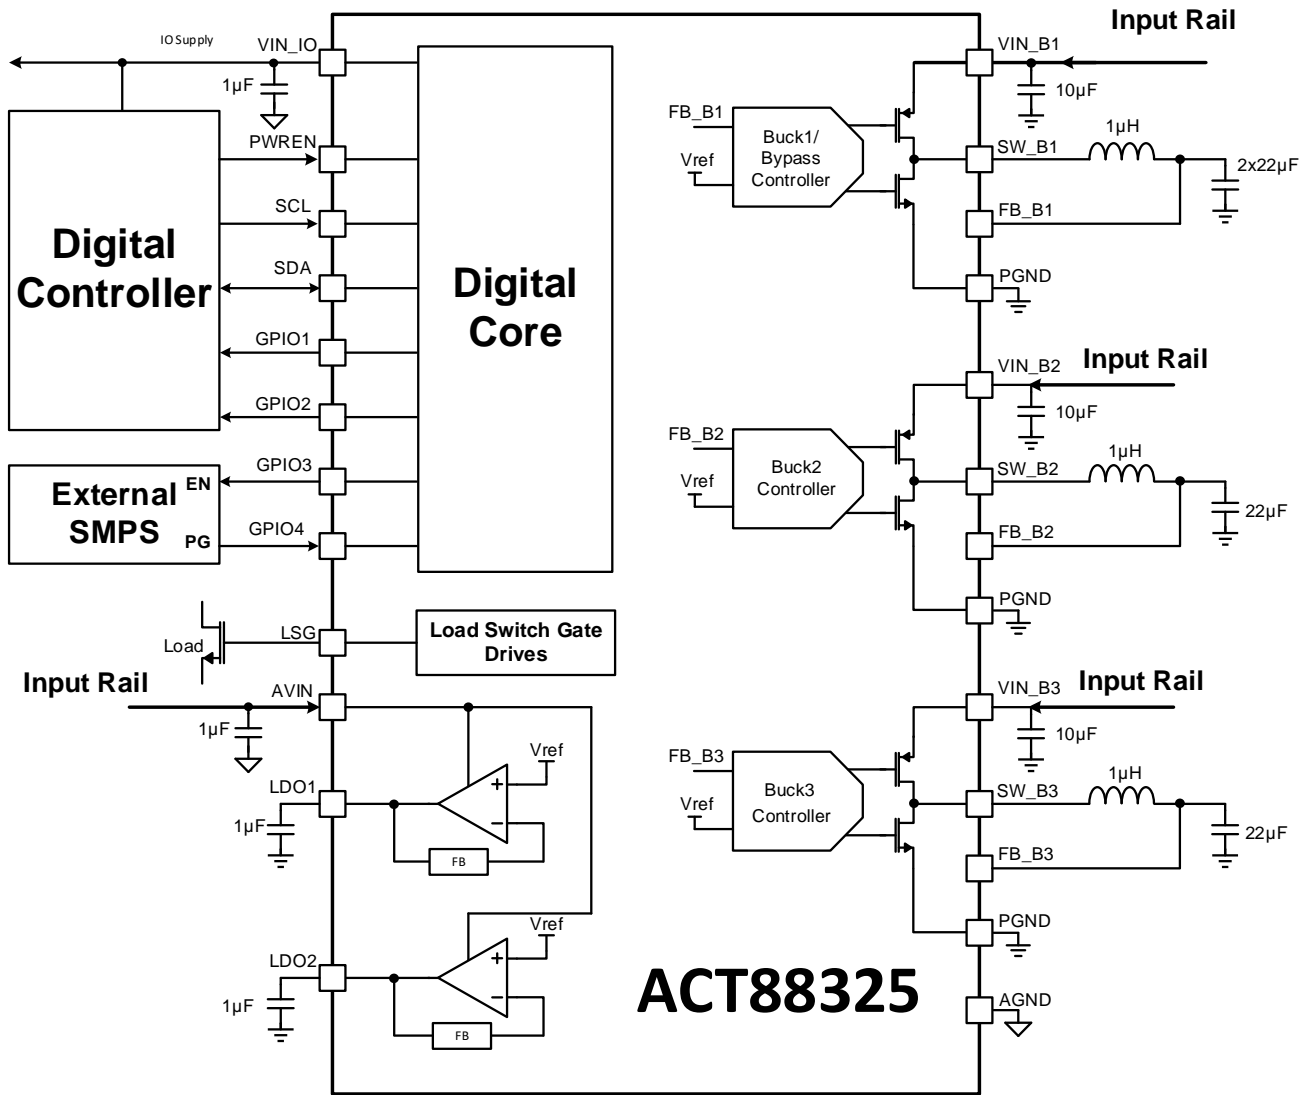 IO Supply
VIN_IO
1µF
Digital
Controller
PWREN
SCL
SDA
GPIO1
GPIO2
Digital
Core
External
SMPS
EN
PG
GPIO3
GPIO4
Load
LSG
Load Switch Gate
Drives
Input Rail
AVIN
1µF
LDO1
1µF
Vref
+
−
FB
LDO2
1µF
Vref
+
−
FB
Input Rail
VIN_B1
10µF
FB_B1
Vref
Buck1/
Bypass
Controller
SW_B1
1µH
2x22µF
FB_B1
PGND
Input Rail
VIN_B2
10µF
FB_B2
Vref
Buck2
Controller
SW_B2
1µH
22µF
FB_B2
PGND
Input Rail
VIN_B3
10µF
FB_B3
Vref
Buck3
Controller
SW_B3
1µH
22µF
FB_B3
PGND
AGND
ACT88325